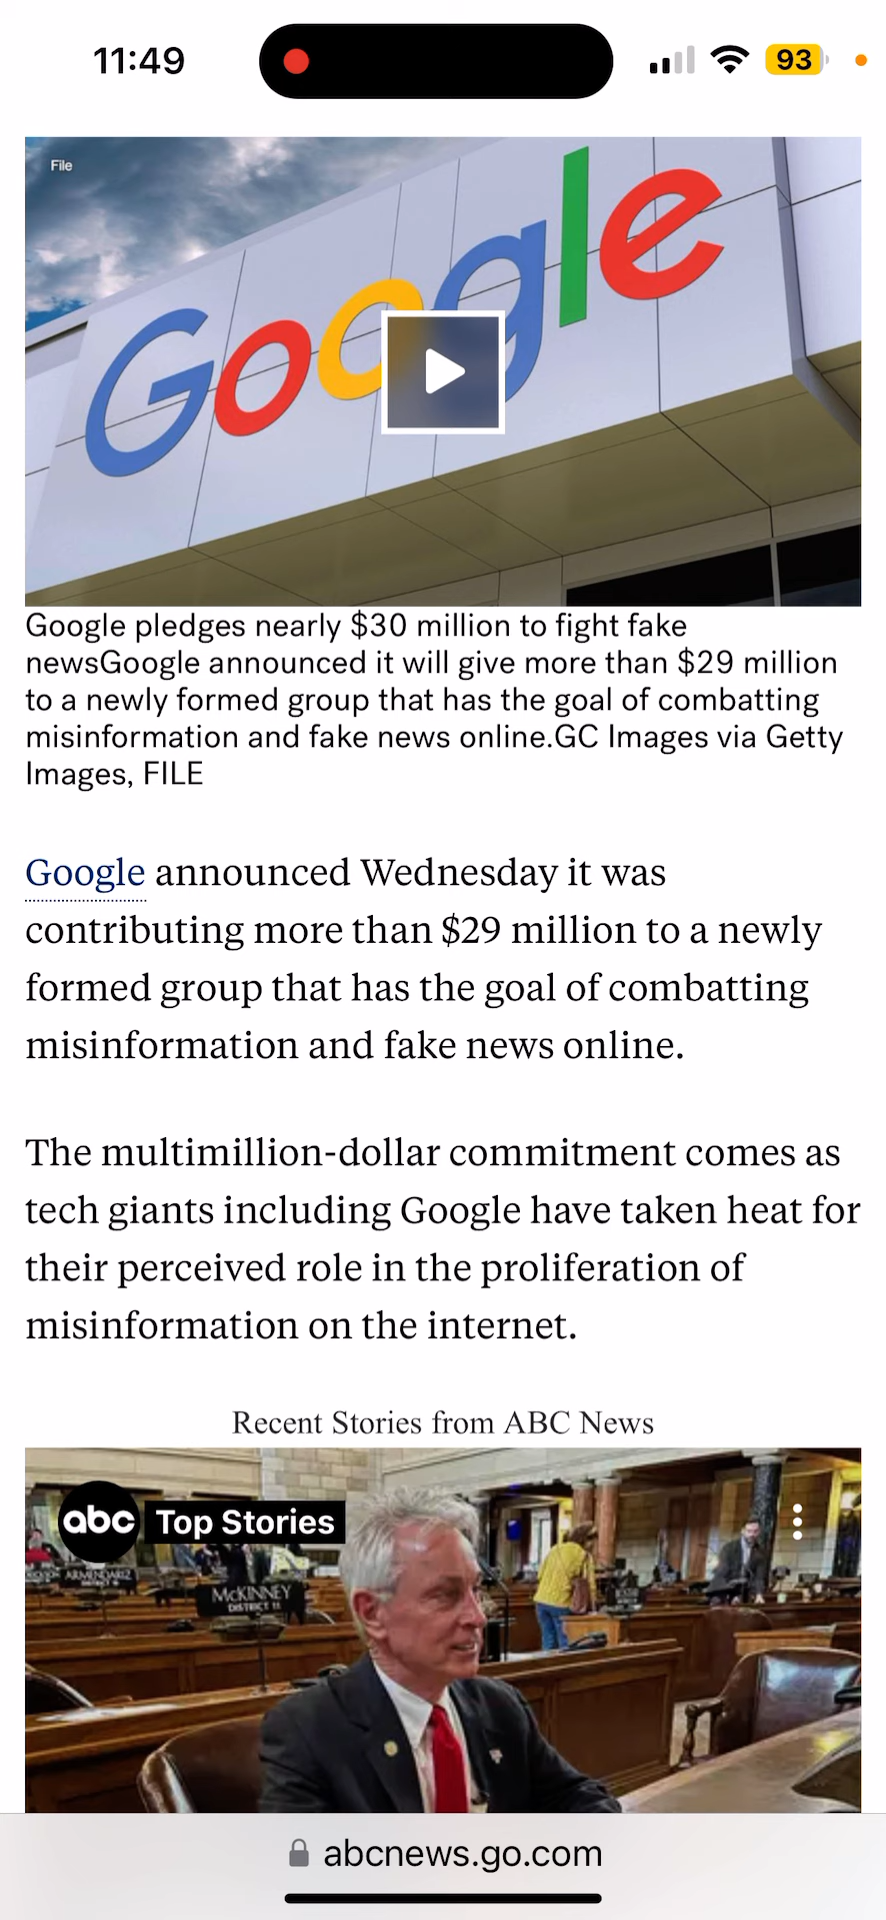 11:49
93
File
Google
Google pledges nearly $30 million to fight fake
newsGoogle announced it will give more than $29 million
to a newly formed group that has the goal of combatting
misinformation and fake news online.GC Images via Getty
Images, FILE
Google announced Wednesday it was
contributing more than $29 million to a newly
formed group that has the goal of combatting
misinformation and fake news online.
The multimillion-dollar commitment comes as
tech giants including Google have taken heat for
their perceived role in the proliferation of
misinformation on the internet.
Recent Stories from ABC News
abc Top Stories
ARMENDARIZ
McKINNEY
DISTRICT 11
abcnews.go.com